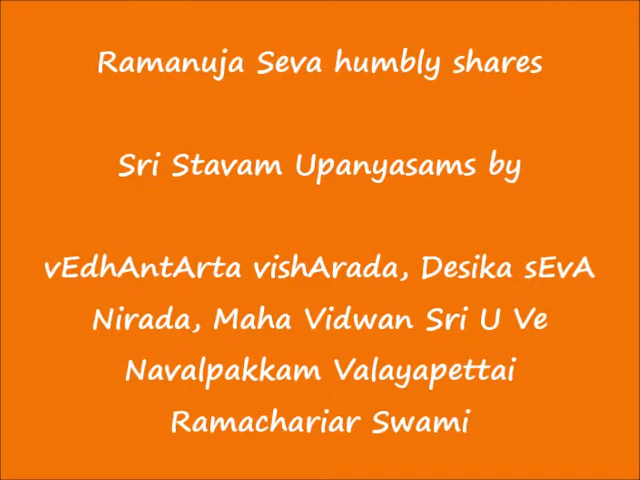 Ramanuja Seva humbly shares
Sri Stavam Upanyasams by
vEdhAntArta vishArada, Desika sEvA
Nirada, Maha Vidwan Sri U Ve
Navalpakkam Valayapettai
Ramachariar Swami